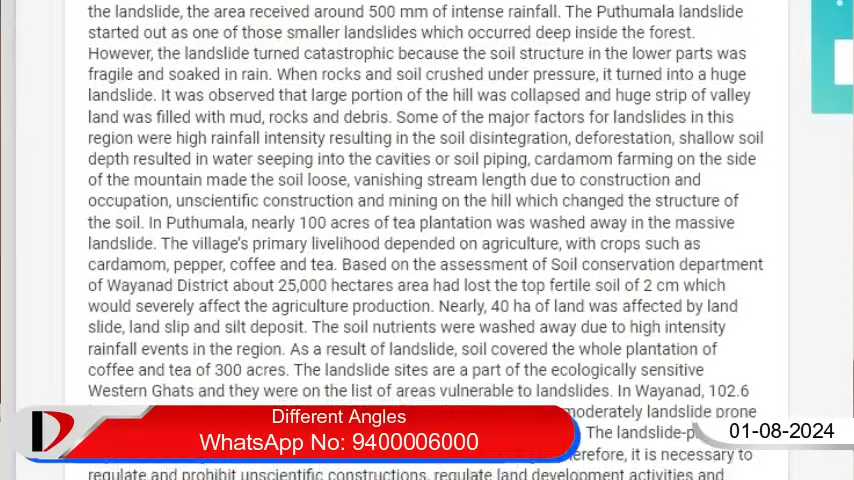 the landslide, the area received around 500 mm of intense rainfall. The Puthumala landslide
started out as one of those smaller landslides which occurred deep inside the forest.
However, the landslide turned catastrophic because the soil structure in the lower parts was
fragile and soaked in rain. When rocks and soil crushed under pressure, it turned into a huge
landslide. It was observed that large portion of the hill was collapsed and huge strip of valley
land was filled with mud, rocks and debris. Some of the major factors for landslides in this
region were high rainfall intensity resulting in the soil disintegration, deforestation, shallow soil
depth resulted in water seeping into the cavities or soil piping, cardamom farming on the side
of the mountain made the soil loose, vanishing stream length due to construction and
occupation, unscientific construction and mining on the hill which changed the structure of
the soil. In Puthumala, nearly 100 acres of tea plantation was washed away in the massive
landslide. The village's primary livelihood depended on agriculture, with crops such as
cardamom, pepper, coffee and tea. Based on the assessment of Soil conservation department
of Wayanad District about 25,000 hectares area had lost the top fertile soil of 2 cm which
would severely affect the agriculture production. Nearly, 40 ha of land was affected by land
slide, land slip and silt deposit. The soil nutrients were washed away due to high intensity
rainfall events in the region. As a result of landslide, soil covered the whole plantation of
coffee and tea of 300 acres. The landslide sites are a part of the ecologically sensitive
Western Ghats and they were on the list of areas vulnerable to landslides. In Wayanad, 102.6
moderately landslide prone
The landslide-p
it is necessary to
regulate and prohibit unscientific constructions, regulate land development activities and
D
Different Angles
WhatsApp No: 9400006000
01-08-2024